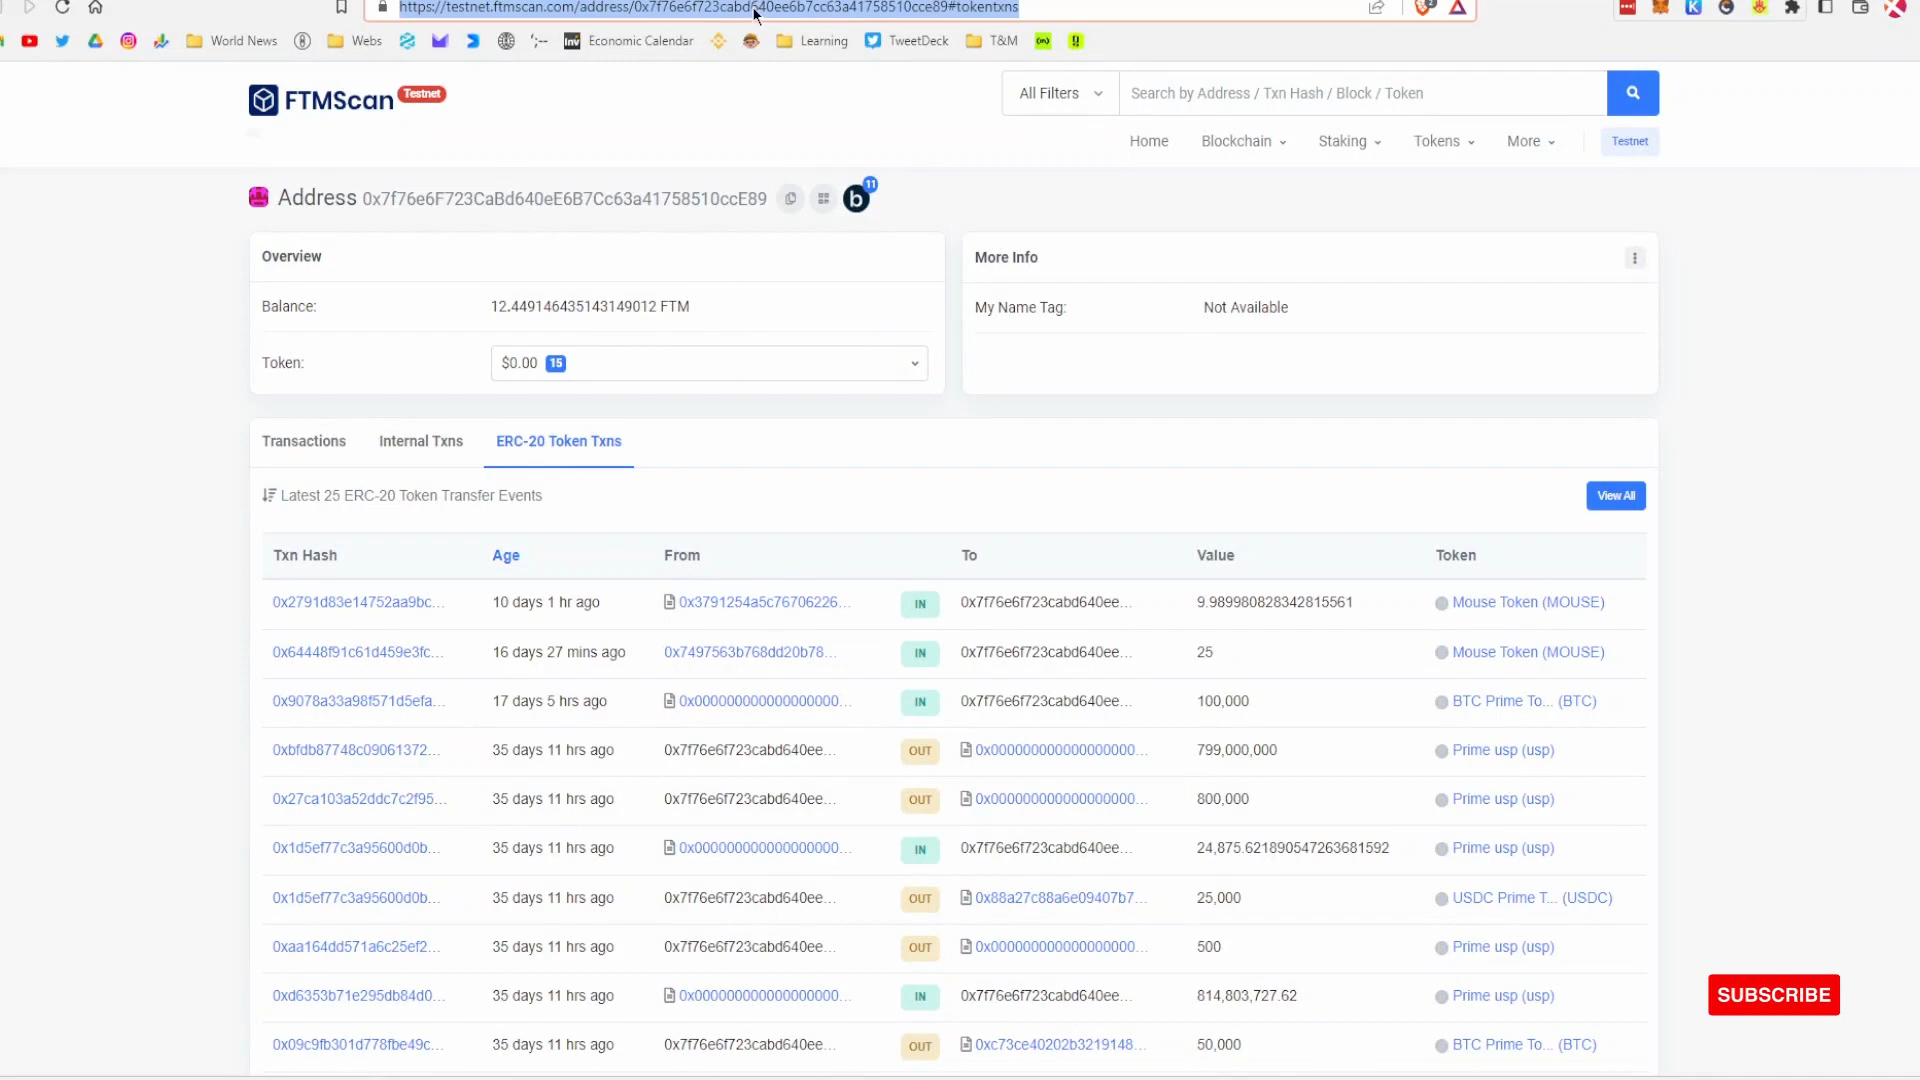 https://testnet.ftmscan.com/address/0x7f76e6f723cabd640ee6b7cc63a41758510cce89#tokentxns
World News
Webs
inv Economic Calendar
Learning
TweetDeck
T&M
FTMScan Testnet
All Filters
Search by Address / Txn Hash / Block / Token
Home Blockchain Staking Tokens More Testnet
Address 0x7f76e6F723CaBd640eE6B7Cc63a41758510ccE89 b 11
Overview
Balance: 12.449146435143149012 FTM
Token: $0.00 15
More Info
My Name Tag: Not Available
Transactions Internal Txns ERC-20 Token Txns
Latest 25 ERC-20 Token Transfer Events
View All
Txn Hash Age From To Value Token
0x2791d83e14752aa9bc... 10 days 1 hr ago 0x3791254a5c76706226... IN 0x7f76e6f723cabd640ee... 9.989980828342815561 Mouse Token (MOUSE)
0x64448f91c61d459e3fc... 16 days 27 mins ago 0x7497563b768dd20b78... IN 0x7f76e6f723cabd640ee... 25 Mouse Token (MOUSE)
0x9078a33a98f571d5efa... 17 days 5 hrs ago 0x000000000000000000... IN 0x7f76e6f723cabd640ee... 100,000 BTC Prime To... (BTC)
0xbfdb87748c09061372... 35 days 11 hrs ago 0x7f76e6f723cabd640ee... OUT 0x000000000000000000... 799,000,000 Prime usp (usp)
0x27ca103a52ddc7c2f95... 35 days 11 hrs ago 0x7f76e6f723cabd640ee... OUT 0x000000000000000000... 800,000 Prime usp (usp)
0x1d5ef77c3a95600d0b... 35 days 11 hrs ago 0x000000000000000000... IN 0x7f76e6f723cabd640ee... 24,875.621890547263681592 Prime usp (usp)
0x1d5ef77c3a95600d0b... 35 days 11 hrs ago 0x7f76e6f723cabd640ee... OUT 0x88a27c88a6e09407b7... 25,000 USDC Prime T... (USDC)
0xaa164dd571a6c25ef2... 35 days 11 hrs ago 0x7f76e6f723cabd640ee... OUT 0x000000000000000000... 500 Prime usp (usp)
0xd6353b71e295db84d0... 35 days 11 hrs ago 0x000000000000000000... IN 0x7f76e6f723cabd640ee... 814,803,727.62 Prime usp (usp)
0x09c9fb301d778fbe49c... 35 days 11 hrs ago 0x7f76e6f723cabd640ee... OUT 0xc73ce40202b3219148... 50,000 BTC Prime To... (BTC)
SUBSCRIBE